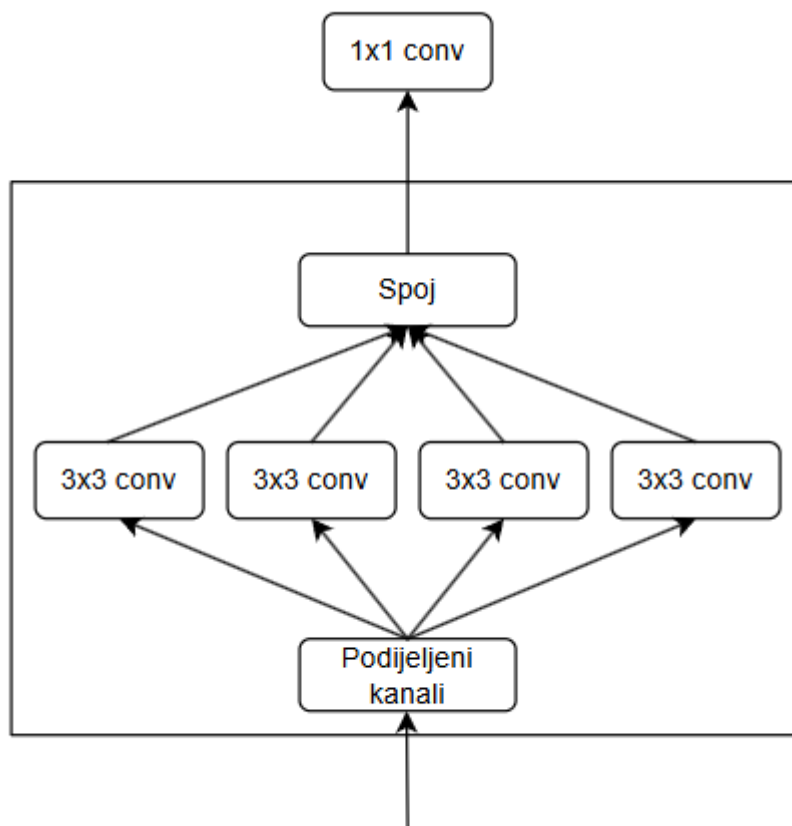 1x1 conv
Spoj
3x3 conv
3x3 conv
3x3 conv
3x3 conv
Podijeljeni
kanali